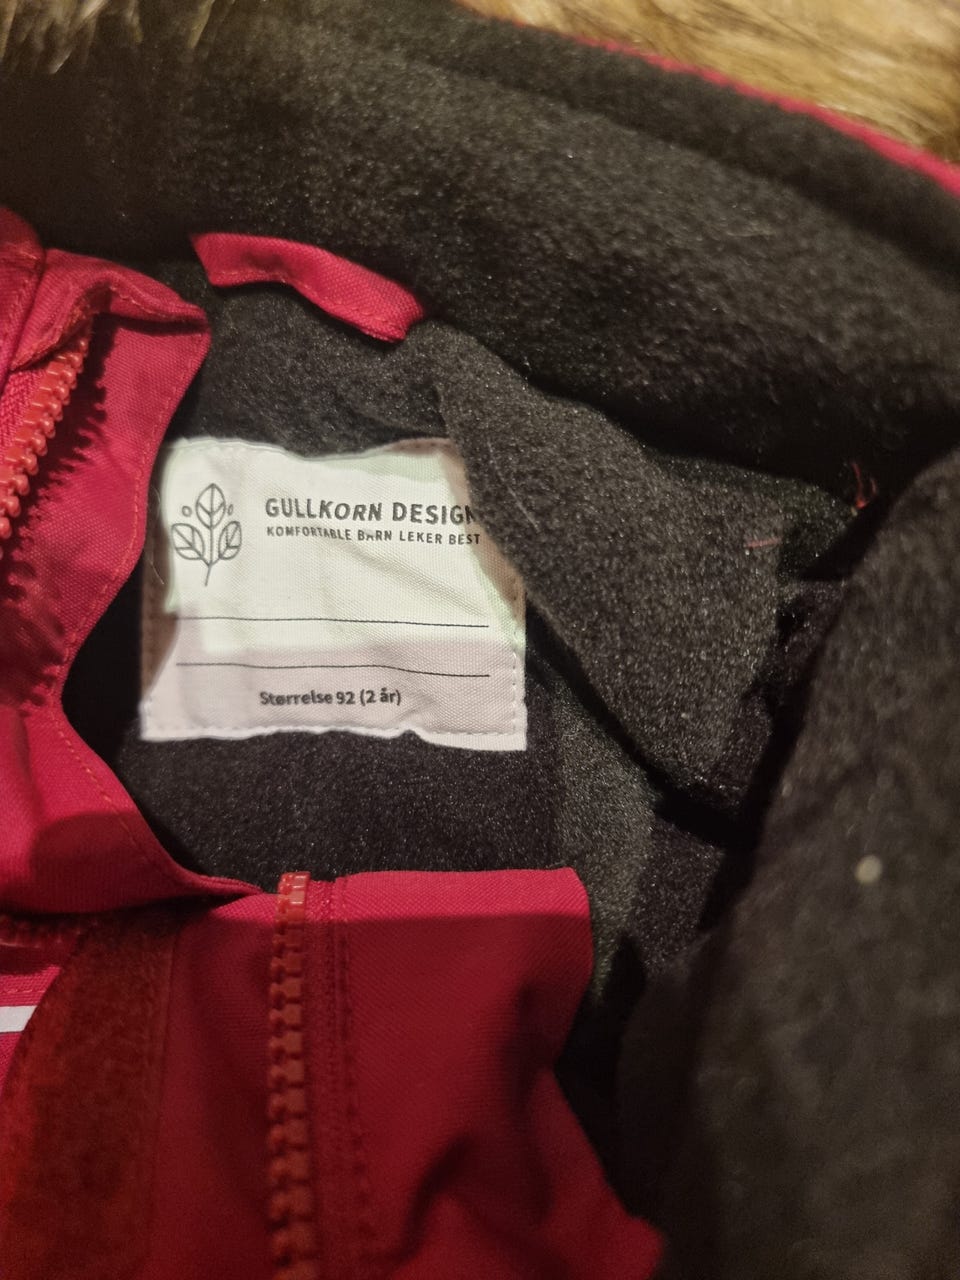 GULLKORN DESIGN
KOMFORTABLE BARN LEKER BEST
Størrelse 92 (2 år)